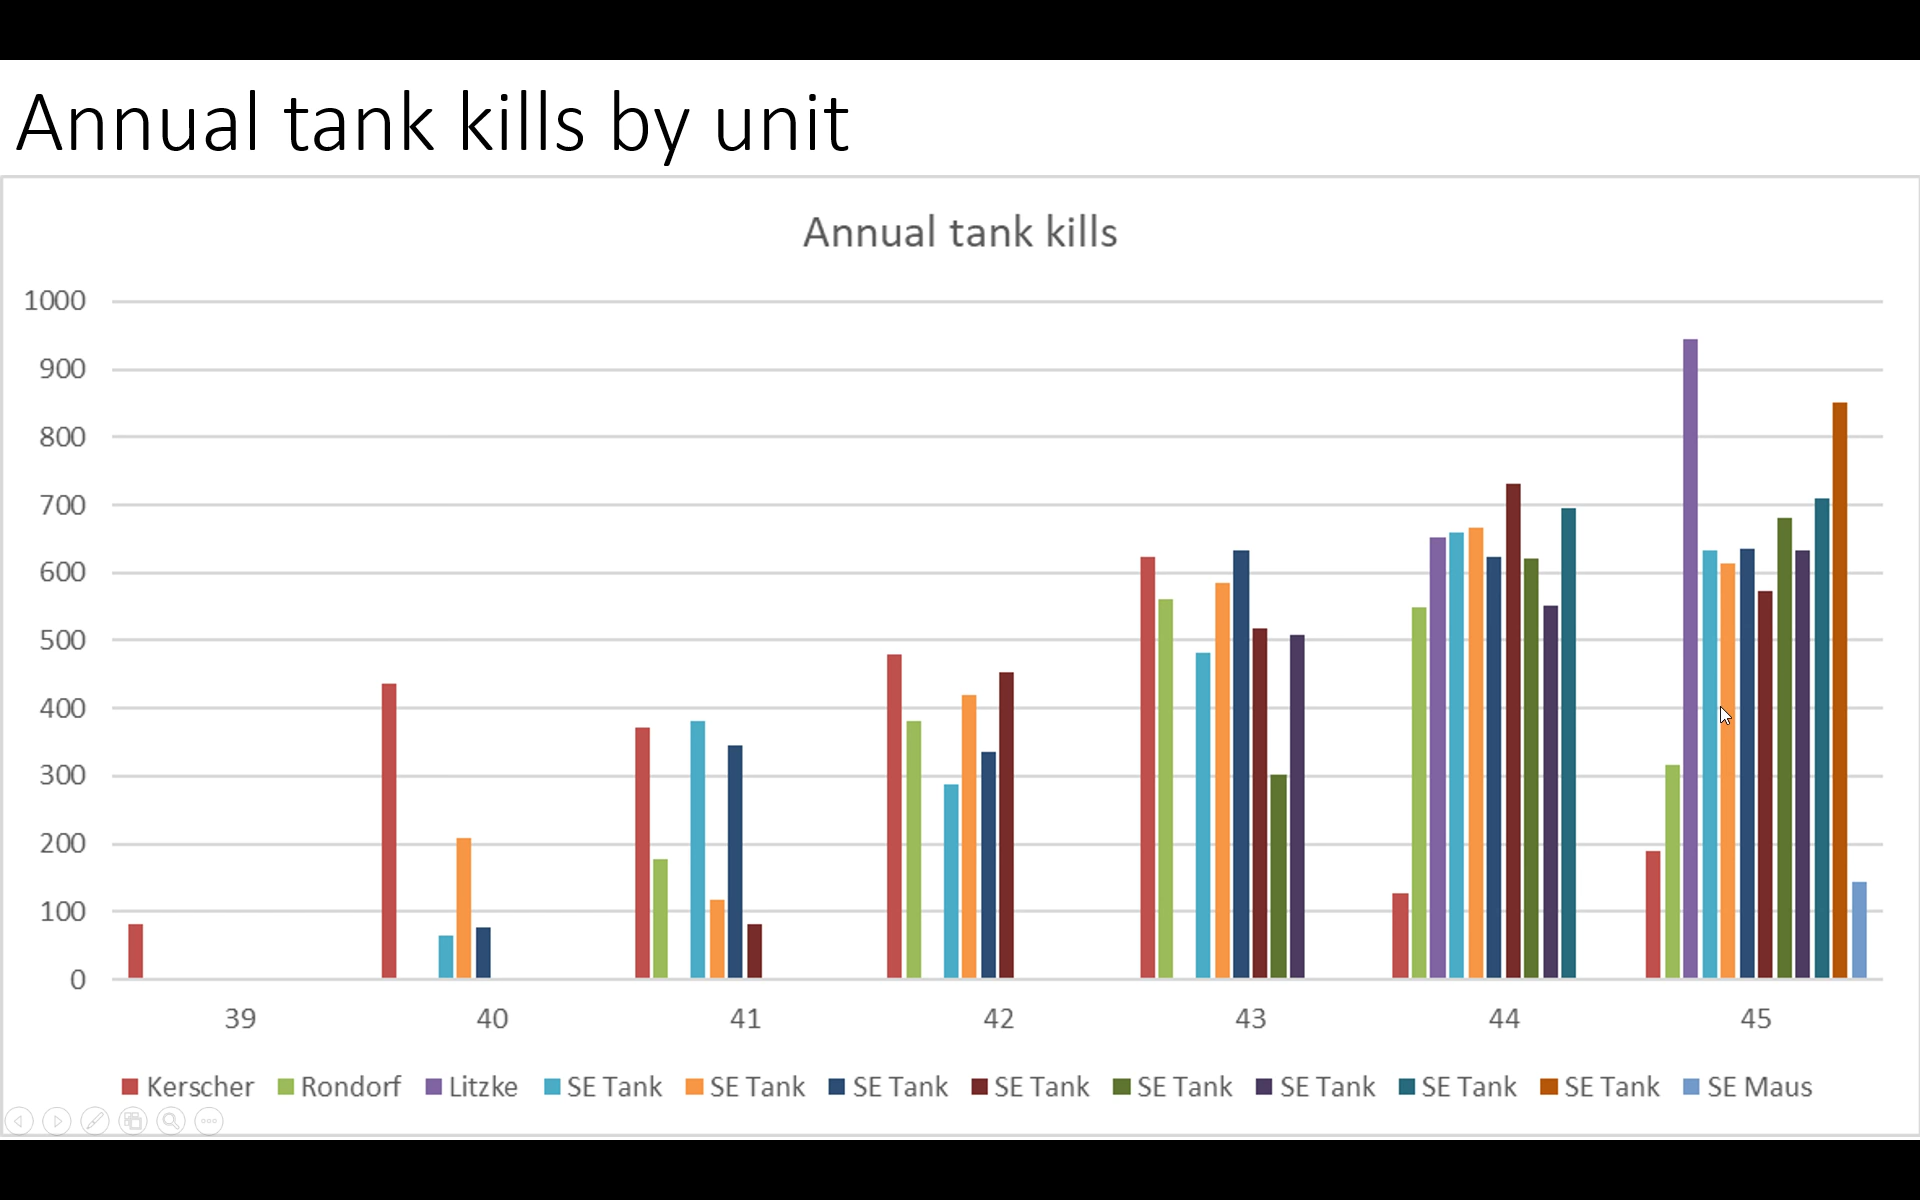 Annual tank kills by unit
Annual tank kills
1000
900
800
700
600
500
400
300
200
100
0
39 40 41 42 43 44 45
Kerscher Rondorf Litzke SE Tank SE Tank SE Tank SE Tank SE Tank SE Tank SE Tank SE Tank SE Maus